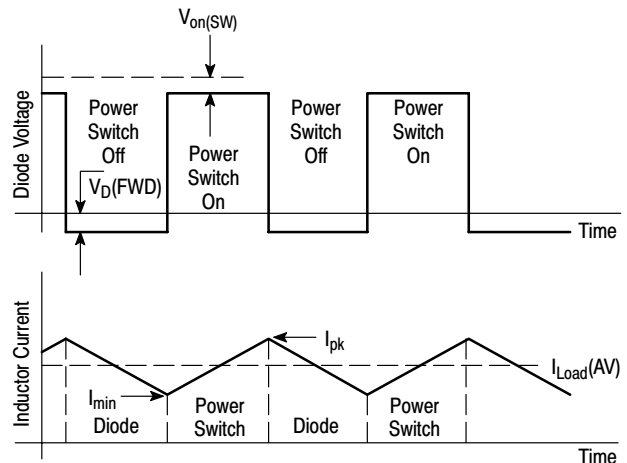 Von(SW)
Diode Voltage
Power
Switch
Off
Power
Switch
On
Power
Switch
Off
Power
Switch
On
VD(FWD)
Time
Inductor Current
Ipk
ILoad(AV)
Imin
Diode
Power
Switch
Diode
Power
Switch
Time